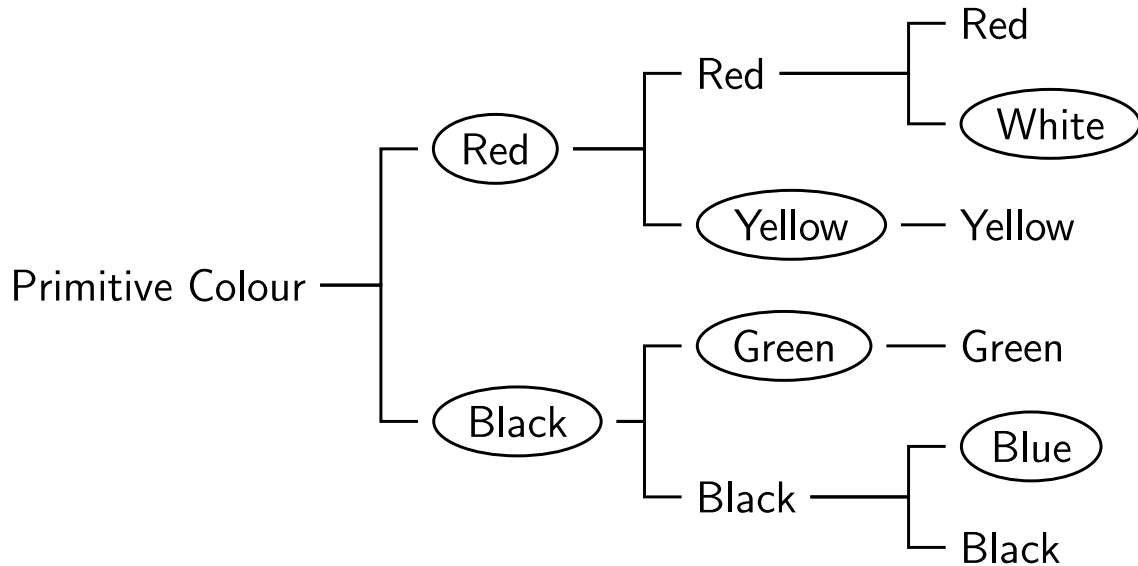 Primitive Colour
Red
Red
Red
White
Yellow
Yellow
Black
Green
Green
Black
Blue
Black